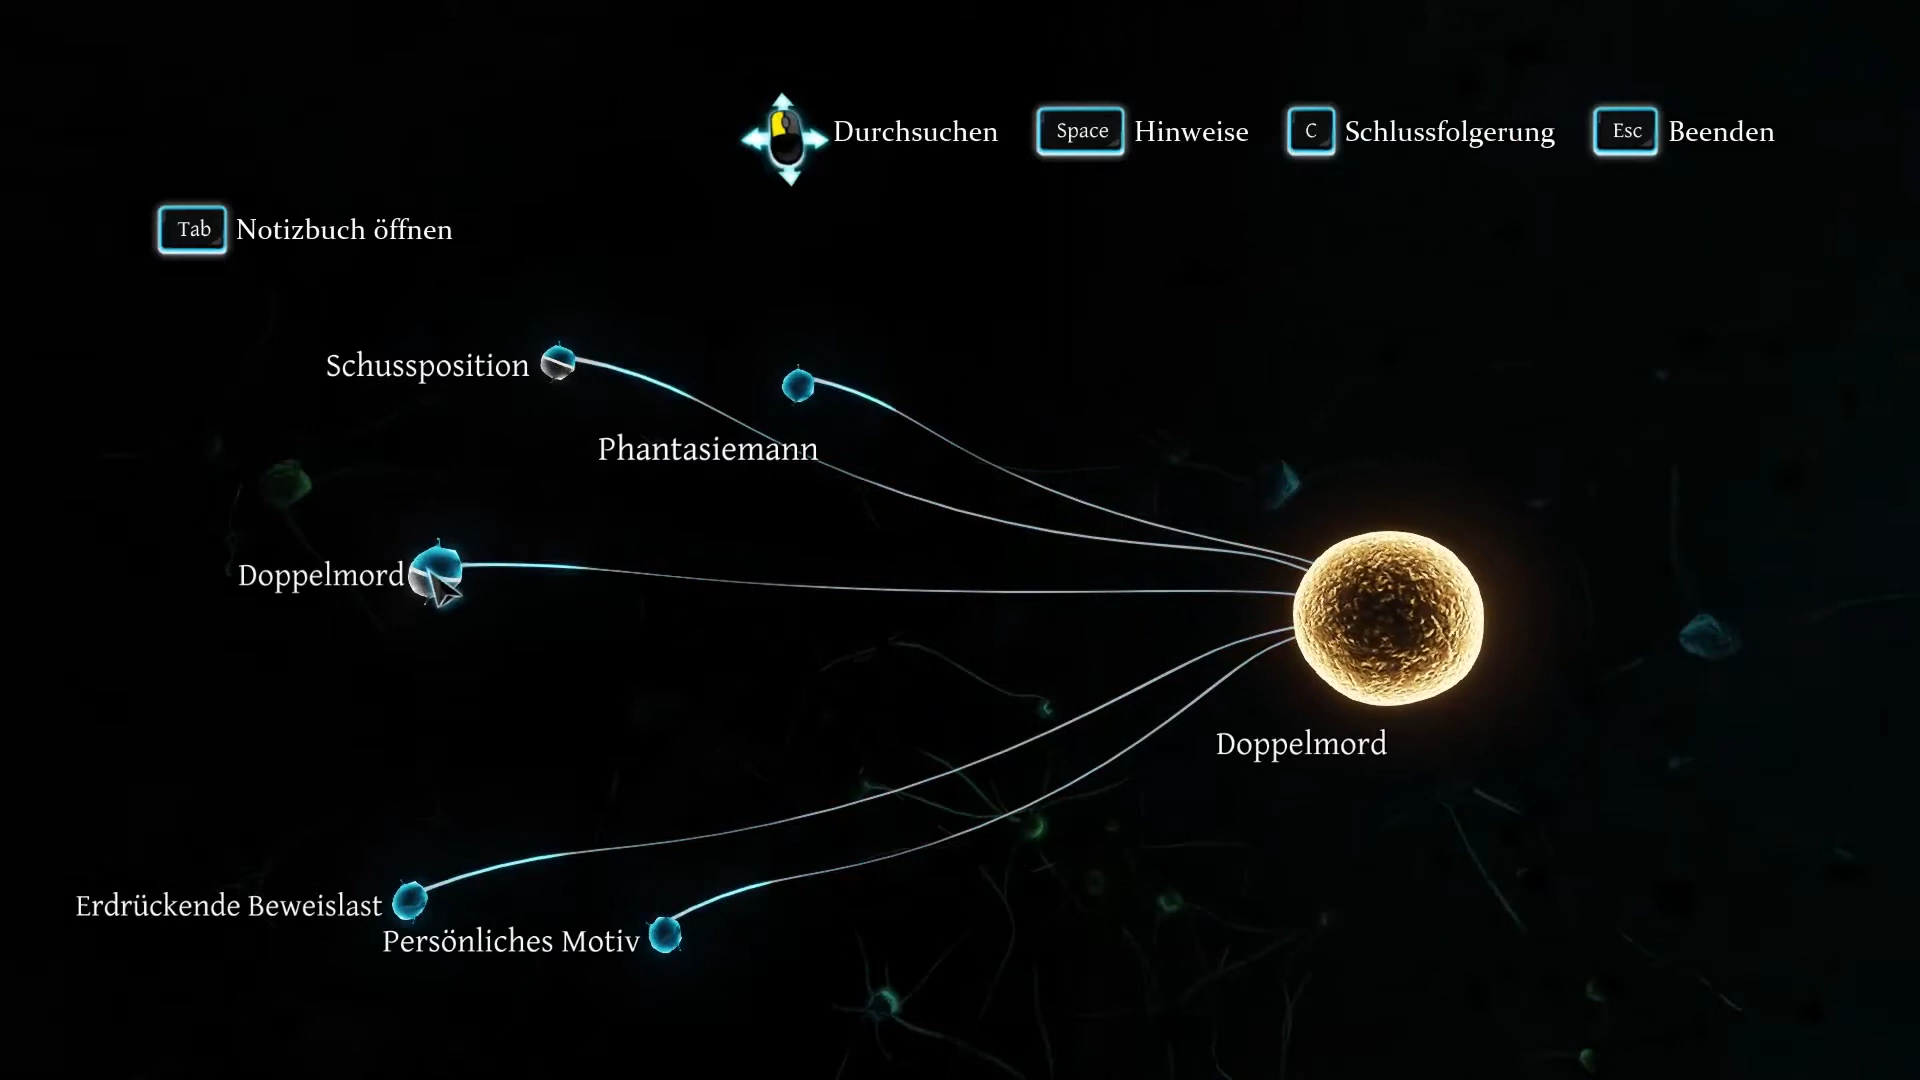 Durchsuchen
Space Hinweise
C Schlussfolgerung
Esc Beenden
Tab Notizbuch öffnen
Schussposition
Phantasiemann
Doppelmord
Doppelmord
Erdrückende Beweislast
Persönliches Motiv